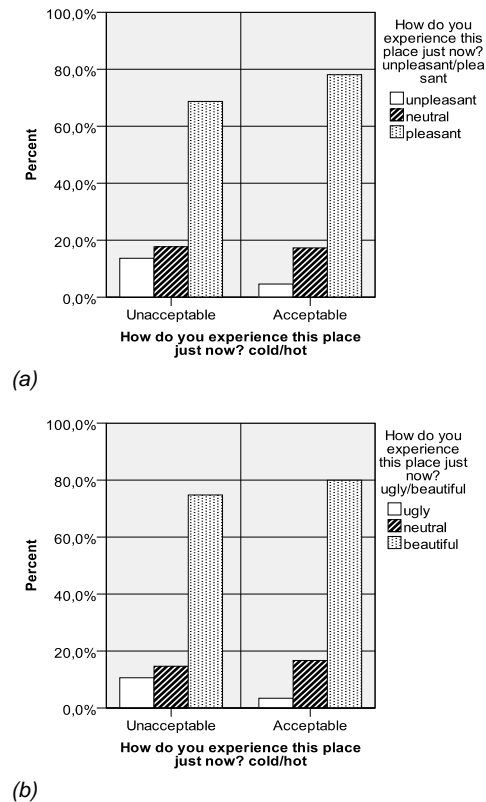 100,0%
80,0%
60,0%
40,0%
20,0%
0,0%
Percent
Unacceptable
Acceptable
How do you experience this place
just now? cold/hot
How do you
experience this
place just now?
unpleasant/plea
sant
unpleasant
neutral
pleasant
(a)
100,0%
80,0%
60,0%
40,0%
20,0%
0,0%
Percent
Unacceptable
Acceptable
How do you experience this place
just now? cold/hot
How do you
experience
this place just
now?
ugly/beautiful
ugly
neutral
beautiful
(b)